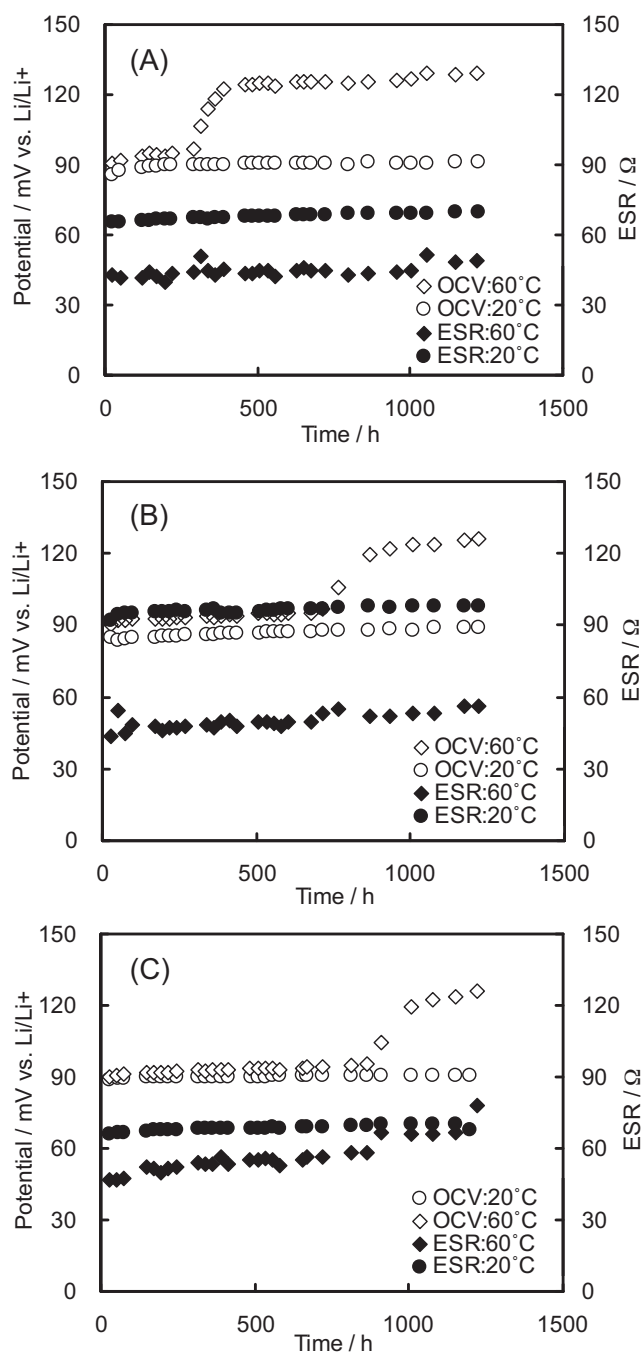 (A)
150
120
90
60
30
0
Potential / mV vs. Li/Li+
150
120
90
60
30
0
ESR / Ω
◇ OCV:60˚C
○ OCV:20˚C
◆ ESR:60˚C
● ESR:20˚C
0 500 1000 1500
Time / h
(B)
150
120
90
60
30
0
Potential / mV vs. Li/Li+
150
120
90
60
30
0
ESR / Ω
◇ OCV:60˚C
○ OCV:20˚C
◆ ESR:60˚C
● ESR:20˚C
0 500 1000 1500
Time / h
(C)
150
120
90
60
30
0
Potential / mV vs. Li/Li+
150
120
90
60
30
0
ESR / Ω
○ OCV:20˚C
◇ OCV:60˚C
◆ ESR:60˚C
● ESR:20˚C
0 500 1000 1500
Time / h